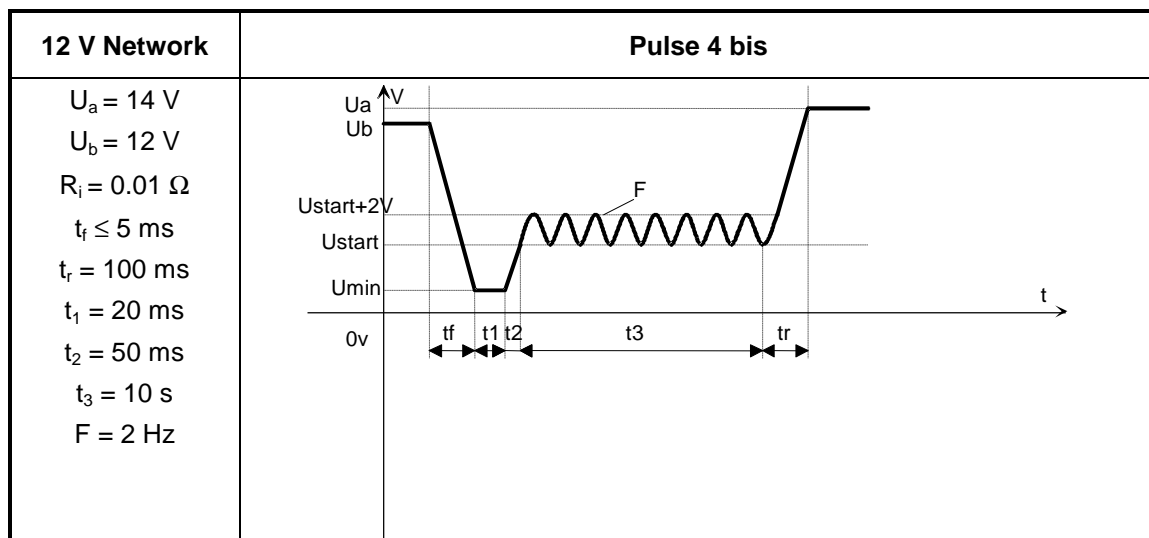 12 V Network
Pulse 4 bis
Uₐ = 14 V
U_b = 12 V
Rᵢ = 0.01 Ω
t_f ≤ 5 ms
tᵣ = 100 ms
t₁ = 20 ms
t₂ = 50 ms
t₃ = 10 s
F = 2 Hz
V
Ua
Ub
F
Ustart+2V
Ustart
Umin
t
0v
tf t1 t2 t3 tr